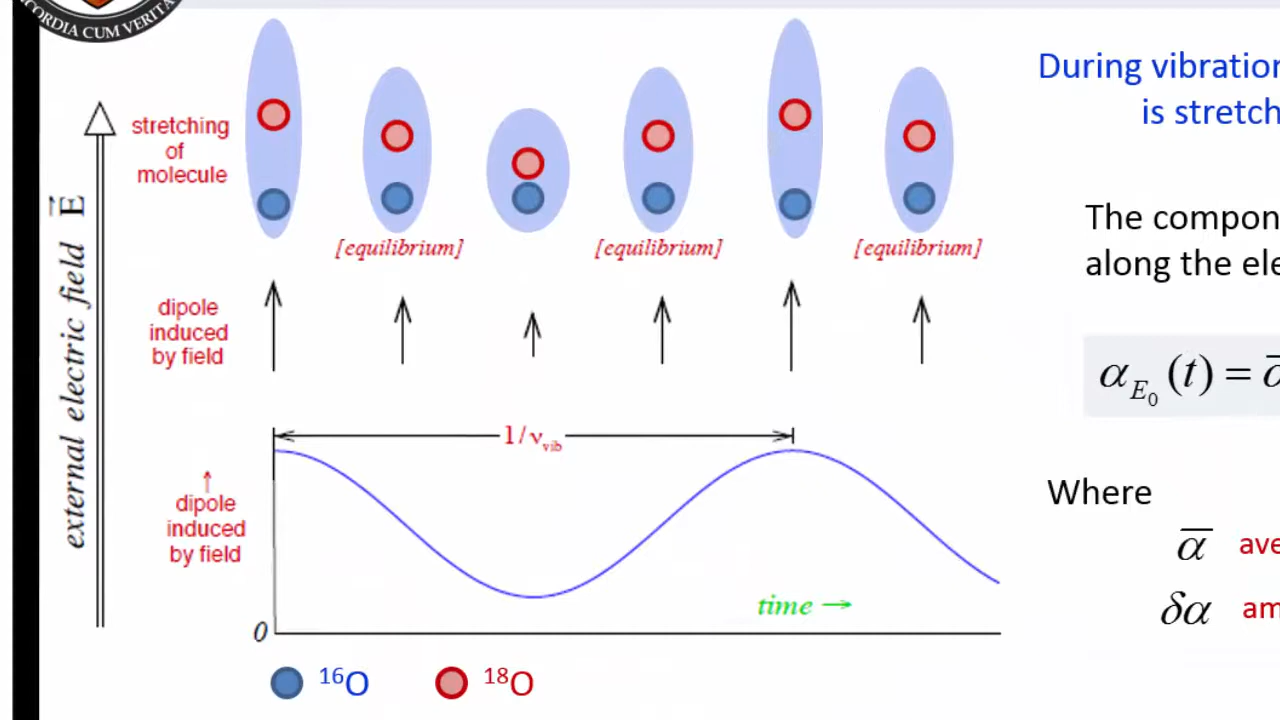 CORDIA CUM VERITA
stretching
of
molecule
[equilibrium]
[equilibrium]
[equilibrium]
external electric field E⃗
dipole
induced
by field
1/ν_vib
↑
dipole
induced
by field
time →
0
¹⁶O
¹⁸O
During vibration
is stretch
The compon
along the ele
α_E₀ (t) = α̅
Where
α̅ ave
δα am